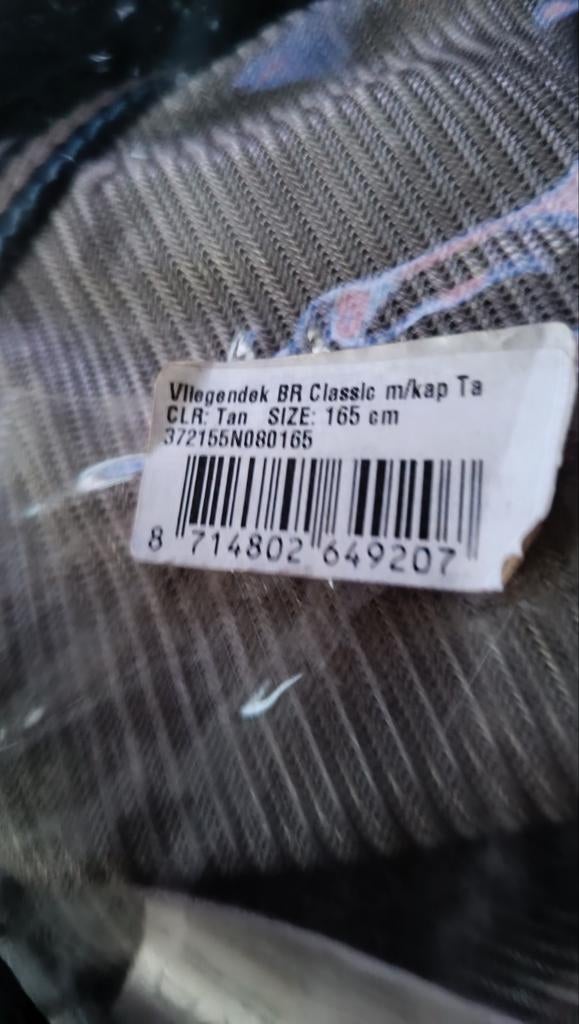 Vliegendek BR Classic m/kap Ta
CLR: Tan SIZE: 165 cm
372155N080165
8 714802 649207